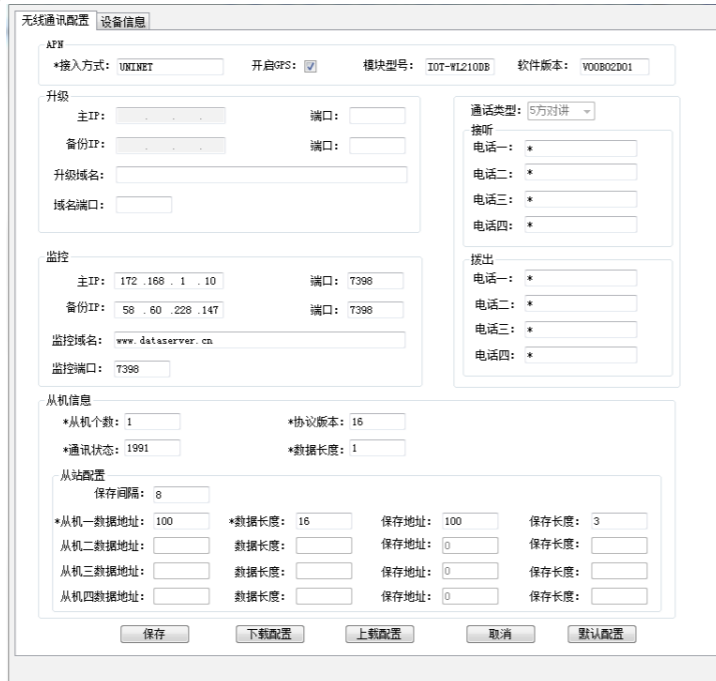 无线通讯配置 设备信息
APN
*接入方式: UNINET 开启GPS: 模块型号: IOT-WL210DB 软件版本: V00B02D01
升级
主IP: . . . 端口:
备份IP: . . . 端口:
升级域名:
域名端口:
通话类型: 5方对讲
接听
电话一: *
电话二: *
电话三: *
电话四: *
监控
主IP: 172 .168 . 1 . 10 端口: 7398
备份IP: 58 . 60 .228 .147 端口: 7398
监控域名: www.dataserver.cn
监控端口: 7398
拨出
电话一: *
电话二: *
电话三: *
电话四: *
从机信息
*从机个数: 1 *协议版本: 16
*通讯状态: 1991 *数据长度: 1
从站配置
保存间隔: 8
*从机一数据地址: 100 *数据长度: 16 保存地址: 100 保存长度: 3
从机二数据地址: 数据长度: 保存地址: 0 保存长度:
从机三数据地址: 数据长度: 保存地址: 0 保存长度:
从机四数据地址: 数据长度: 保存地址: 0 保存长度:
保存 下载配置 上载配置 取消 默认配置